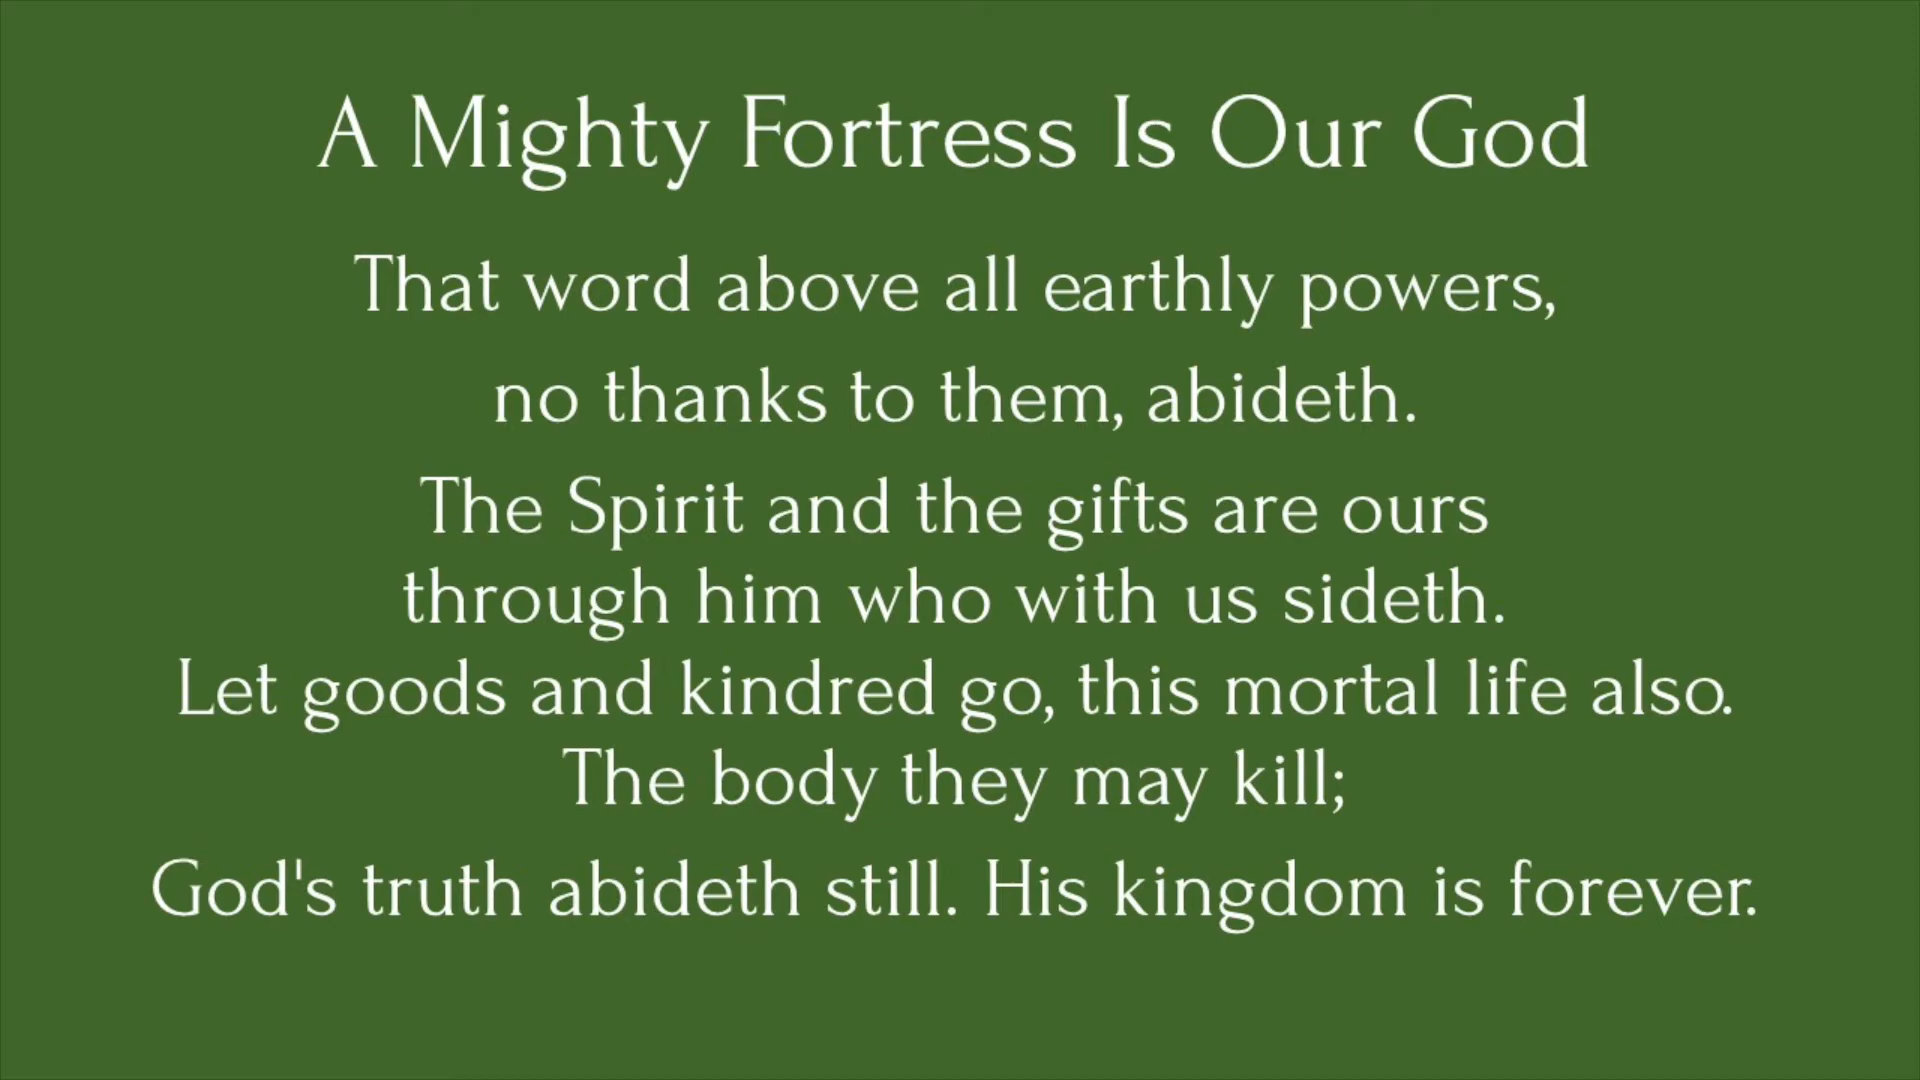 A Mighty Fortress Is Our God
That word above all earthly powers,
no thanks to them, abideth.
The Spirit and the gifts are ours
through him who with us sideth.
Let goods and kindred go, this mortal life also.
The body they may kill;
God's truth abideth still. His kingdom is forever.